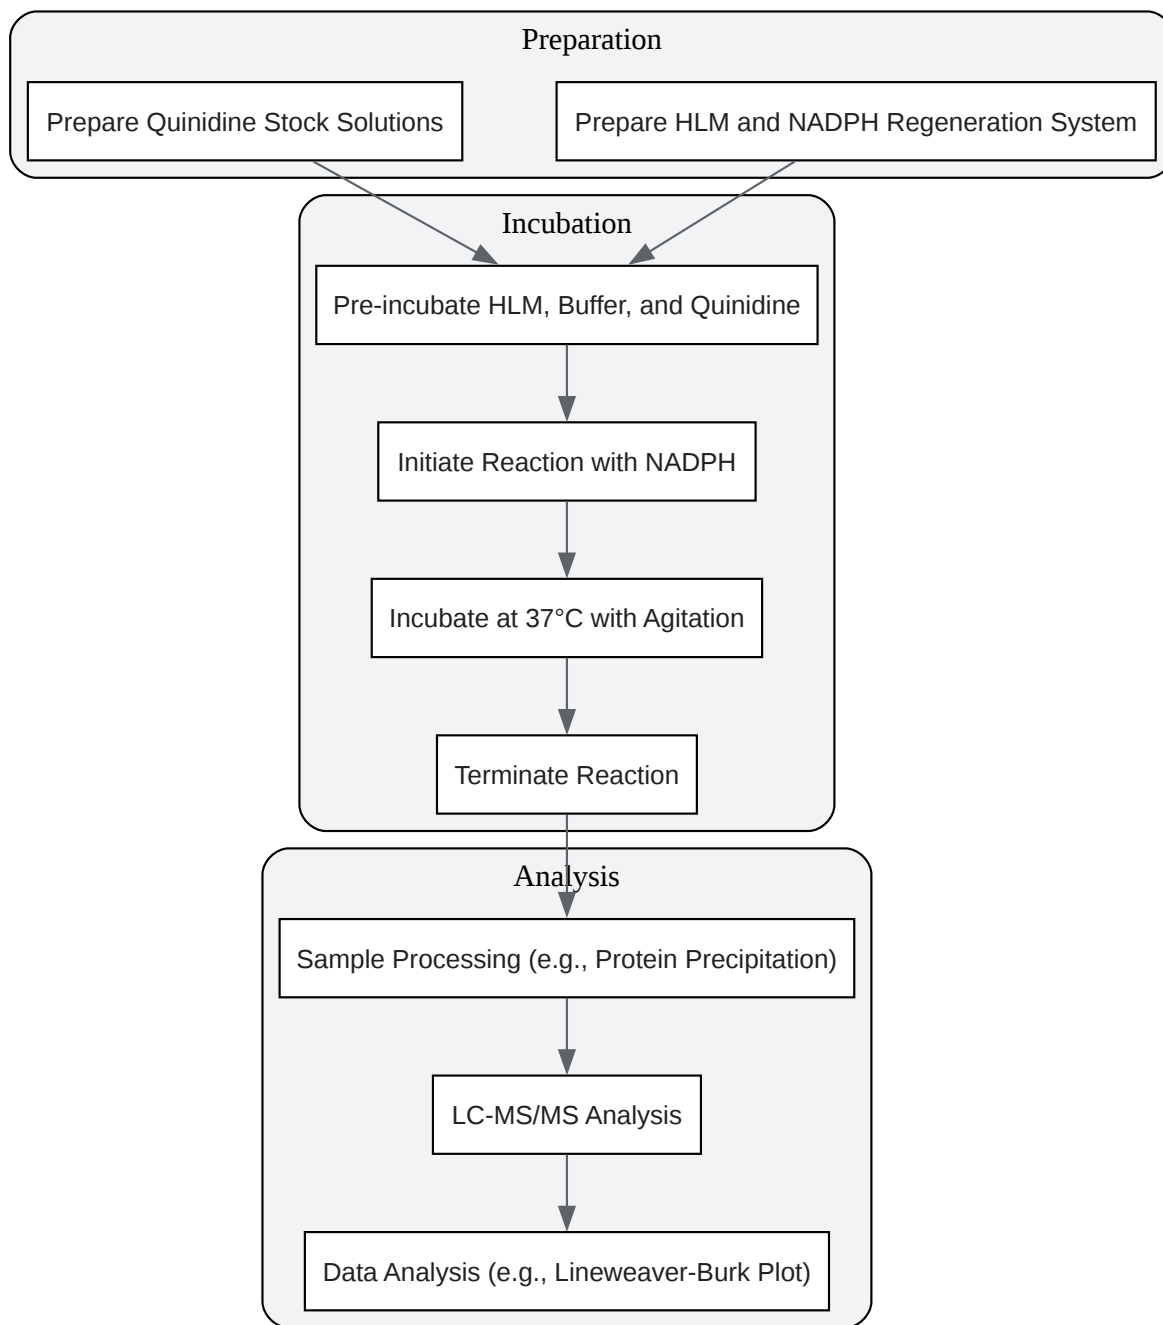 Preparation
Prepare Quinidine Stock Solutions
Prepare HLM and NADPH Regeneration System
Incubation
Pre-incubate HLM, Buffer, and Quinidine
Initiate Reaction with NADPH
Incubate at 37°C with Agitation
Terminate Reaction
Analysis
Sample Processing (e.g., Protein Precipitation)
LC-MS/MS Analysis
Data Analysis (e.g., Lineweaver-Burk Plot)